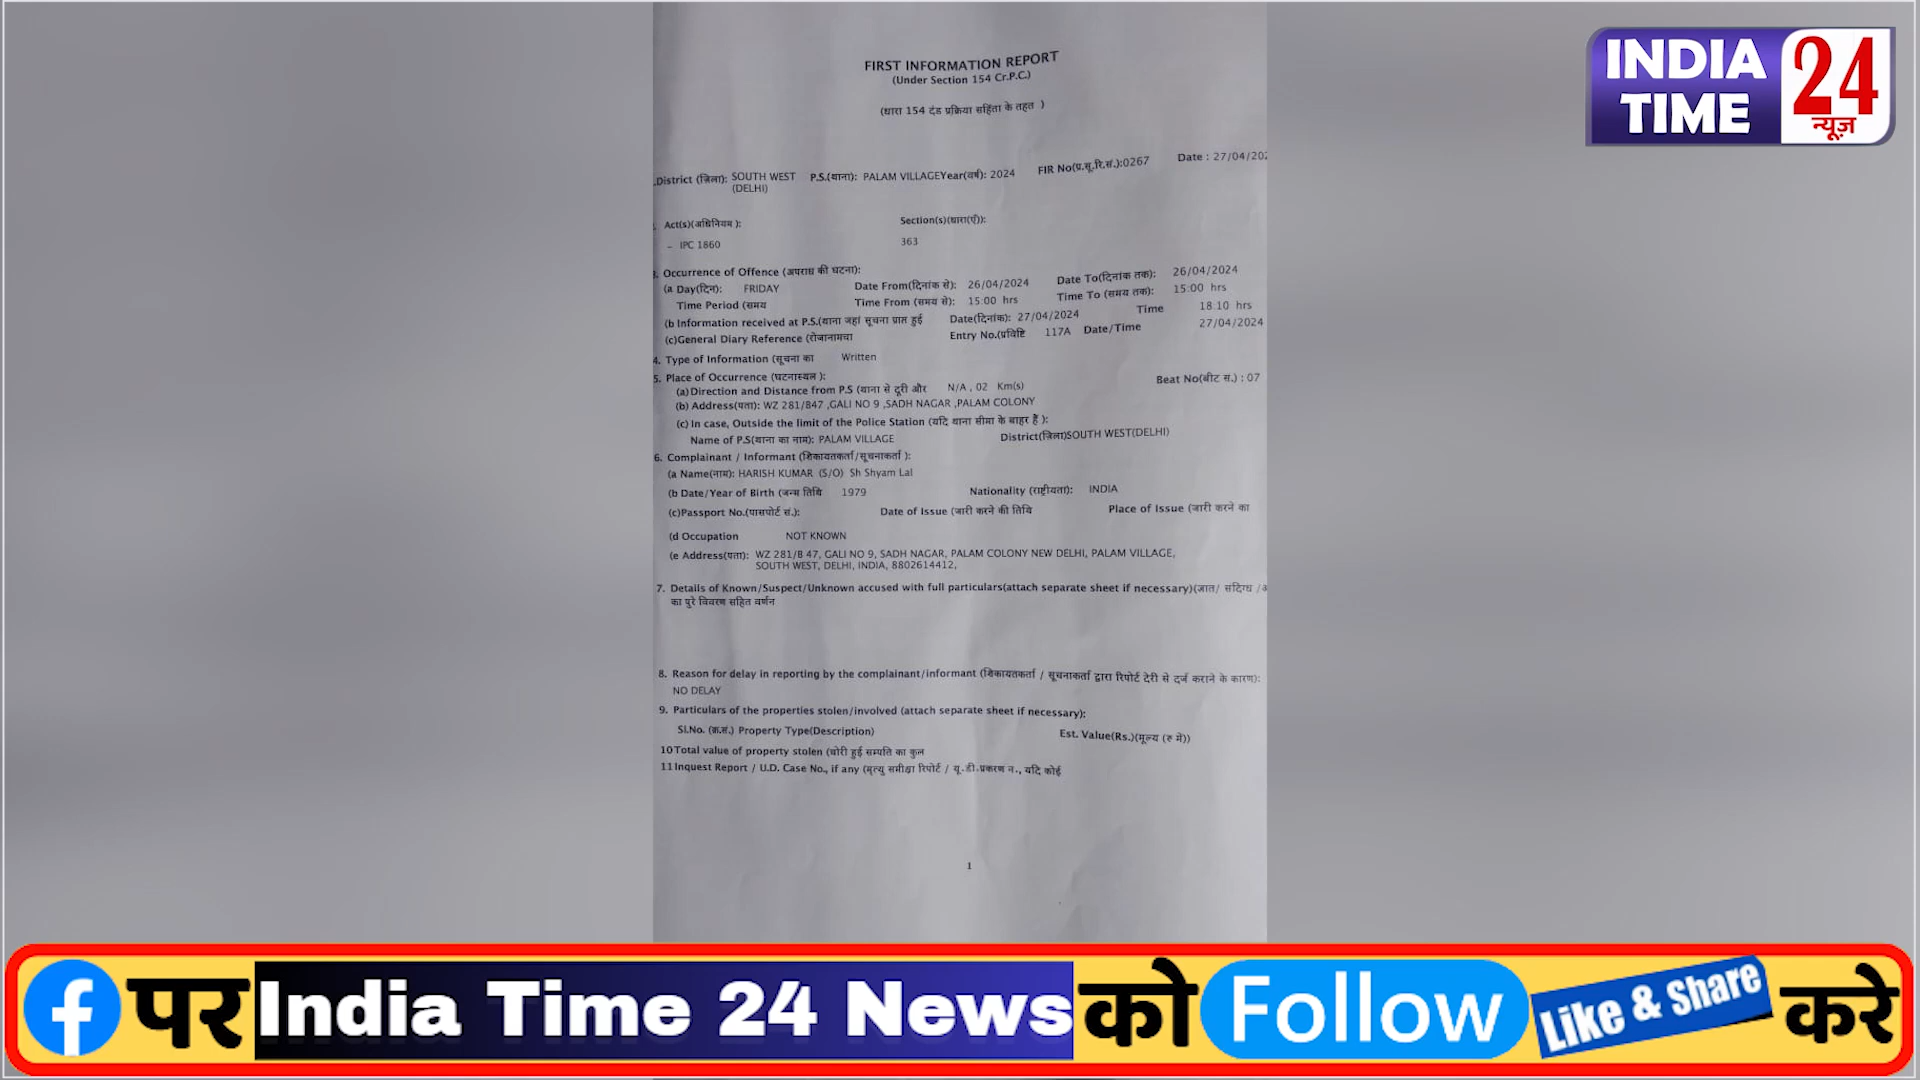 FIRST INFORMATION REPORT
(Under Section 154 Cr.P.C.)
(धारा 154 दंड प्रक्रिया संहिता के तहत )
INDIA TIME 24 न्यूज़
.District (ज़िला): SOUTH WEST (DELHI) P.S.(थाना): PALAM VILLAGE Year(वर्ष): 2024 FIR No(प्र.सू.रि.सं.):0267 Date : 27/04/202
Act(s)(अधिनियम ): Section(s)(धारा(एँ)):
– IPC 1860 363
Occurrence of Offence (अपराध की घटना):
(a Day(दिन): FRIDAY Date From(दिनांक से): 26/04/2024 Date To(दिनांक तक): 26/04/2024
Time Period (समय Time From (समय से): 15:00 hrs Time To (समय तक): 15:00 hrs
(b Information received at P.S.(थाना जहां सूचना प्राप्त हुई Date(दिनांक): 27/04/2024 Time 18:10 hrs
(c)General Diary Reference (रोजनामचा Entry No.(प्रविष्टि 117A Date/Time 27/04/2024
4. Type of Information (सूचना का Written
5. Place of Occurrence (घटनास्थल ):
(a)Direction and Distance from P.S (थाना से दूरी और N/A , 02 Km(s) Beat No(बीट स.) : 07
(b) Address(पता): WZ 281/B47 ,GALI NO 9 ,SADH NAGAR ,PALAM COLONY
(c) In case, Outside the limit of the Police Station (यदि थाना सीमा के बाहर हैं ):
Name of P.S(थाना का नाम): PALAM VILLAGE District(ज़िला)SOUTH WEST(DELHI)
6. Complainant / Informant (शिकायतकर्ता/सूचनाकर्ता ):
(a Name(नाम): HARISH KUMAR (S/O) Sh Shyam Lal
(b Date/Year of Birth (जन्म तिथि 1979 Nationality (राष्ट्रीयता): INDIA
(c)Passport No.(पासपोर्ट सं.): Date of Issue (जारी करने की तिथि Place of Issue (जारी करने का
(d Occupation NOT KNOWN
(e Address(पता): WZ 281/B 47, GALI NO 9, SADH NAGAR, PALAM COLONY NEW DELHI, PALAM VILLAGE,
SOUTH WEST, DELHI, INDIA, 8802614412,
7. Details of Known/Suspect/Unknown accused with full particulars(attach separate sheet if necessary)(ज्ञात/ संदिग्ध /
का पुरे विवरण सहित वर्णन
8. Reason for delay in reporting by the complainant/informant (शिकायतकर्ता / सूचनाकर्ता द्वारा रिपोर्ट देरी से दर्ज कराने के कारण):
NO DELAY
9. Particulars of the properties stolen/involved (attach separate sheet if necessary):
Sl.No. (क्र.सं.) Property Type(Description) Est. Value(Rs.)(मूल्य (रु में))
10Total value of property stolen (चोरी हुई सम्पति का कुल
11Inquest Report / U.D. Case No., if any (मृत्यु समीक्षा रिपोर्ट / यू.डी.प्रकरण न., यदि कोई
1
f पर India Time 24 News को Follow Like & Share करे